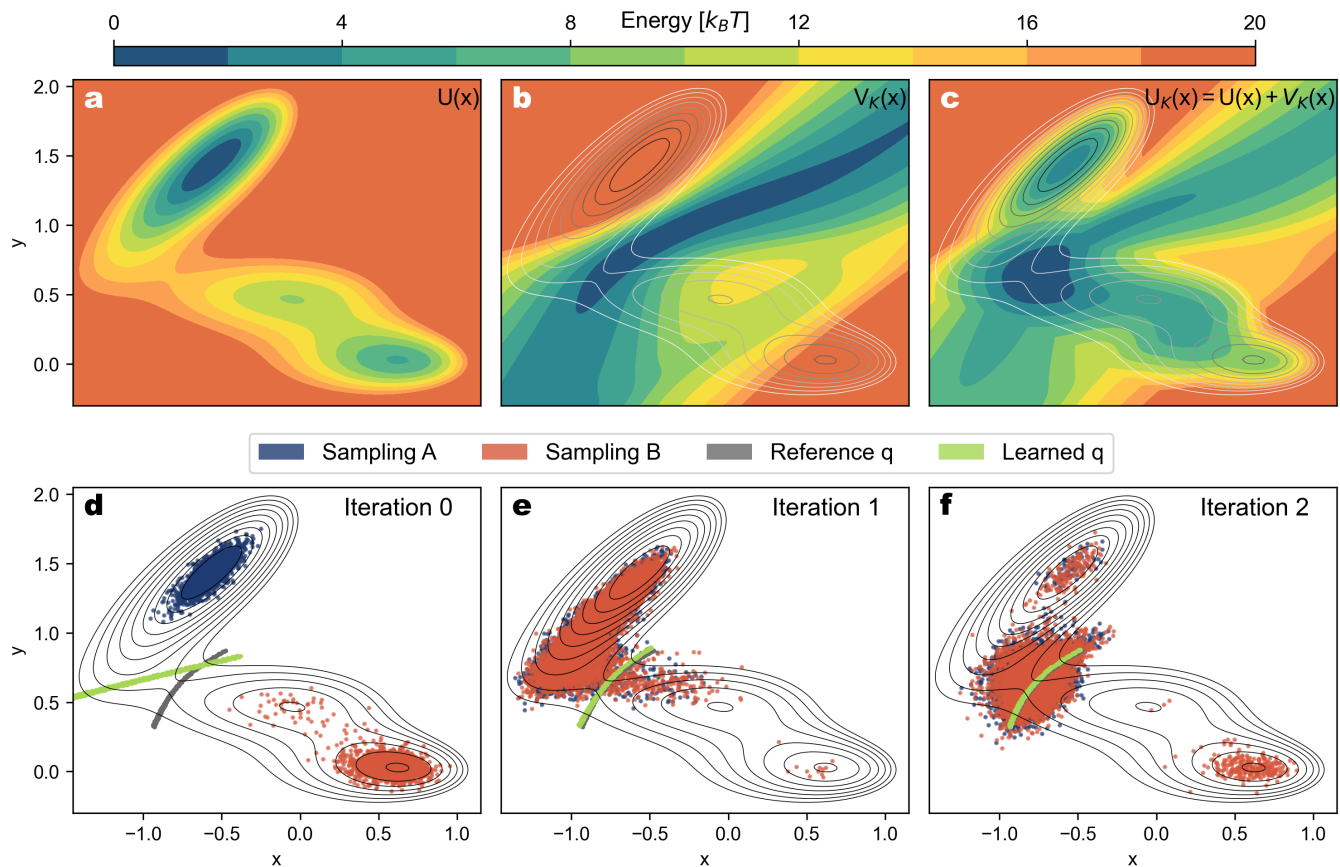 Energy [k_BT]
0 4 8 12 16 20
a U(x)
b V_K(x)
c U_K(x) = U(x) + V_K(x)
y
2.0
1.5
1.0
0.5
0.0
Sampling A Sampling B Reference q Learned q
d Iteration 0
e Iteration 1
f Iteration 2
y
2.0
1.5
1.0
0.5
0.0
−1.0 −0.5 0.0 0.5 1.0
−1.0 −0.5 0.0 0.5 1.0
−1.0 −0.5 0.0 0.5 1.0
x x x